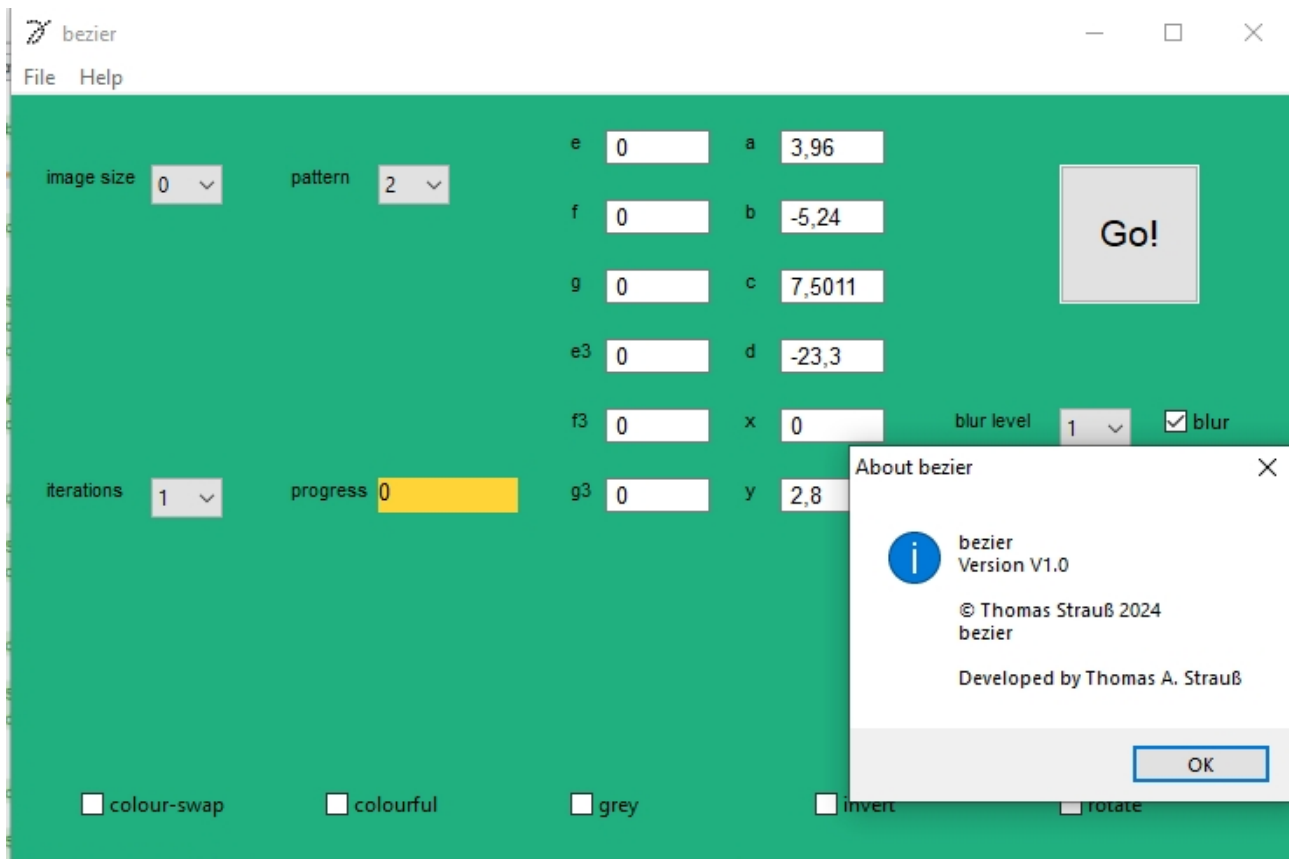 bezier
File Help
e 0 a 3,96
image size 0 pattern 2
f 0 b -5,24
Go!
g 0 c 7,5011
e3 0 d -23,3
f3 0 x 0 blur level 1 blur
iterations 1 progress 0 g3 0 y 2,8
About bezier
bezier
Version V1.0
© Thomas Strauß 2024
bezier
Developed by Thomas A. Strauß
OK
colour-swap colourful grey invert rotate